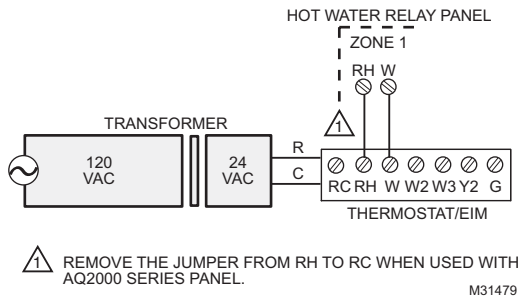 HOT WATER RELAY PANEL
ZONE 1
RH W
1
TRANSFORMER
120
VAC
24
VAC
R
C
RC RH W W2 W3 Y2 G
THERMOSTAT/EIM
1 REMOVE THE JUMPER FROM RH TO RC WHEN USED WITH
AQ2000 SERIES PANEL.
M31479